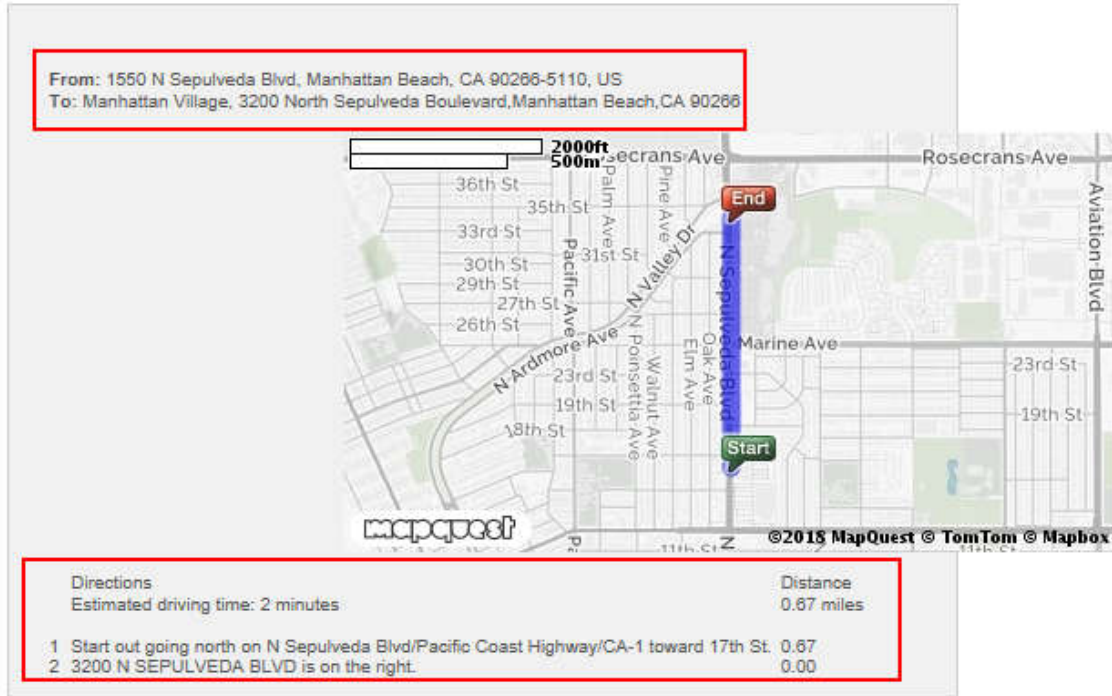 From: 1550 N Sepulveda Blvd, Manhattan Beach, CA 90266-5110, US
To: Manhattan Village, 3200 North Sepulveda Boulevard,Manhattan Beach,CA 90266
2000ft
500m
secrans Ave
Rosecrans Ave
36th St
35th St
33rd St
31st St
30th St
29th St
27th St
26th St
23rd St
19th St
18th St
Pacific Ave
Palm Ave
Pine Ave
N Valley Dr
N Ardmore Ave
N Poinsettia Ave
Walnut Ave
Elm Ave
Oak Ave
N Sepulveda Blvd
End
Start
Marine Ave
Aviation Blvd
23rd St
19th St
11th St
N
Pa
11th St
mapquest
©2018 MapQuest © TomTom © Mapbox
Directions Distance
Estimated driving time: 2 minutes 0.67 miles
1 Start out going north on N Sepulveda Blvd/Pacific Coast Highway/CA-1 toward 17th St. 0.67
2 3200 N SEPULVEDA BLVD is on the right. 0.00